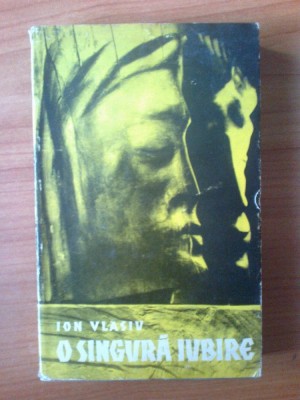 ION VLASIU
O SINGURĂ IUBIRE